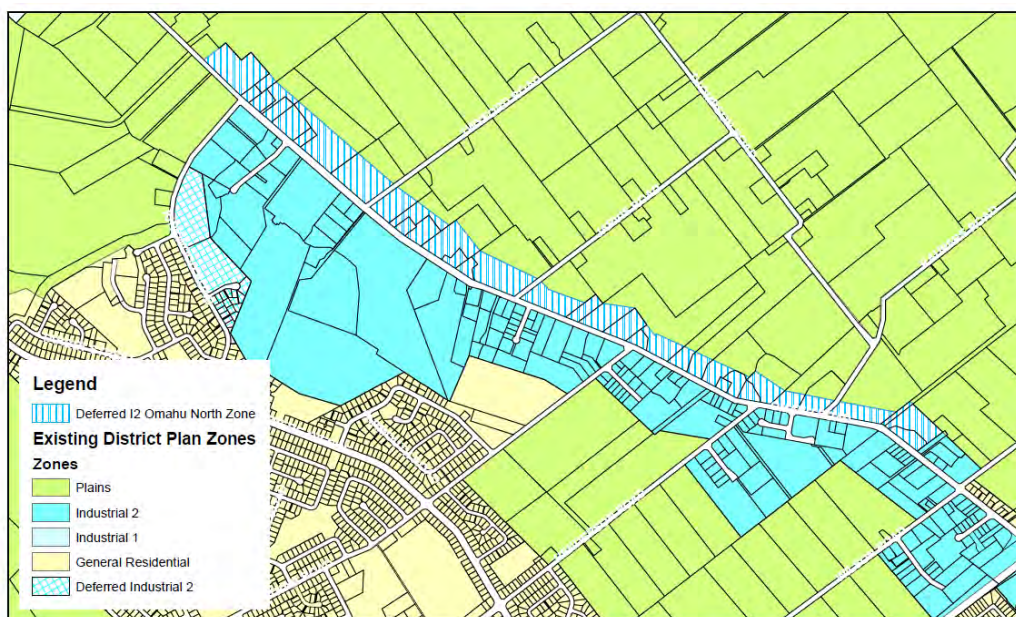 Legend
Deferred I2 Omahu North Zone
Existing District Plan Zones
Zones
Plains
Industrial 2
Industrial 1
General Residential
Deferred Industrial 2